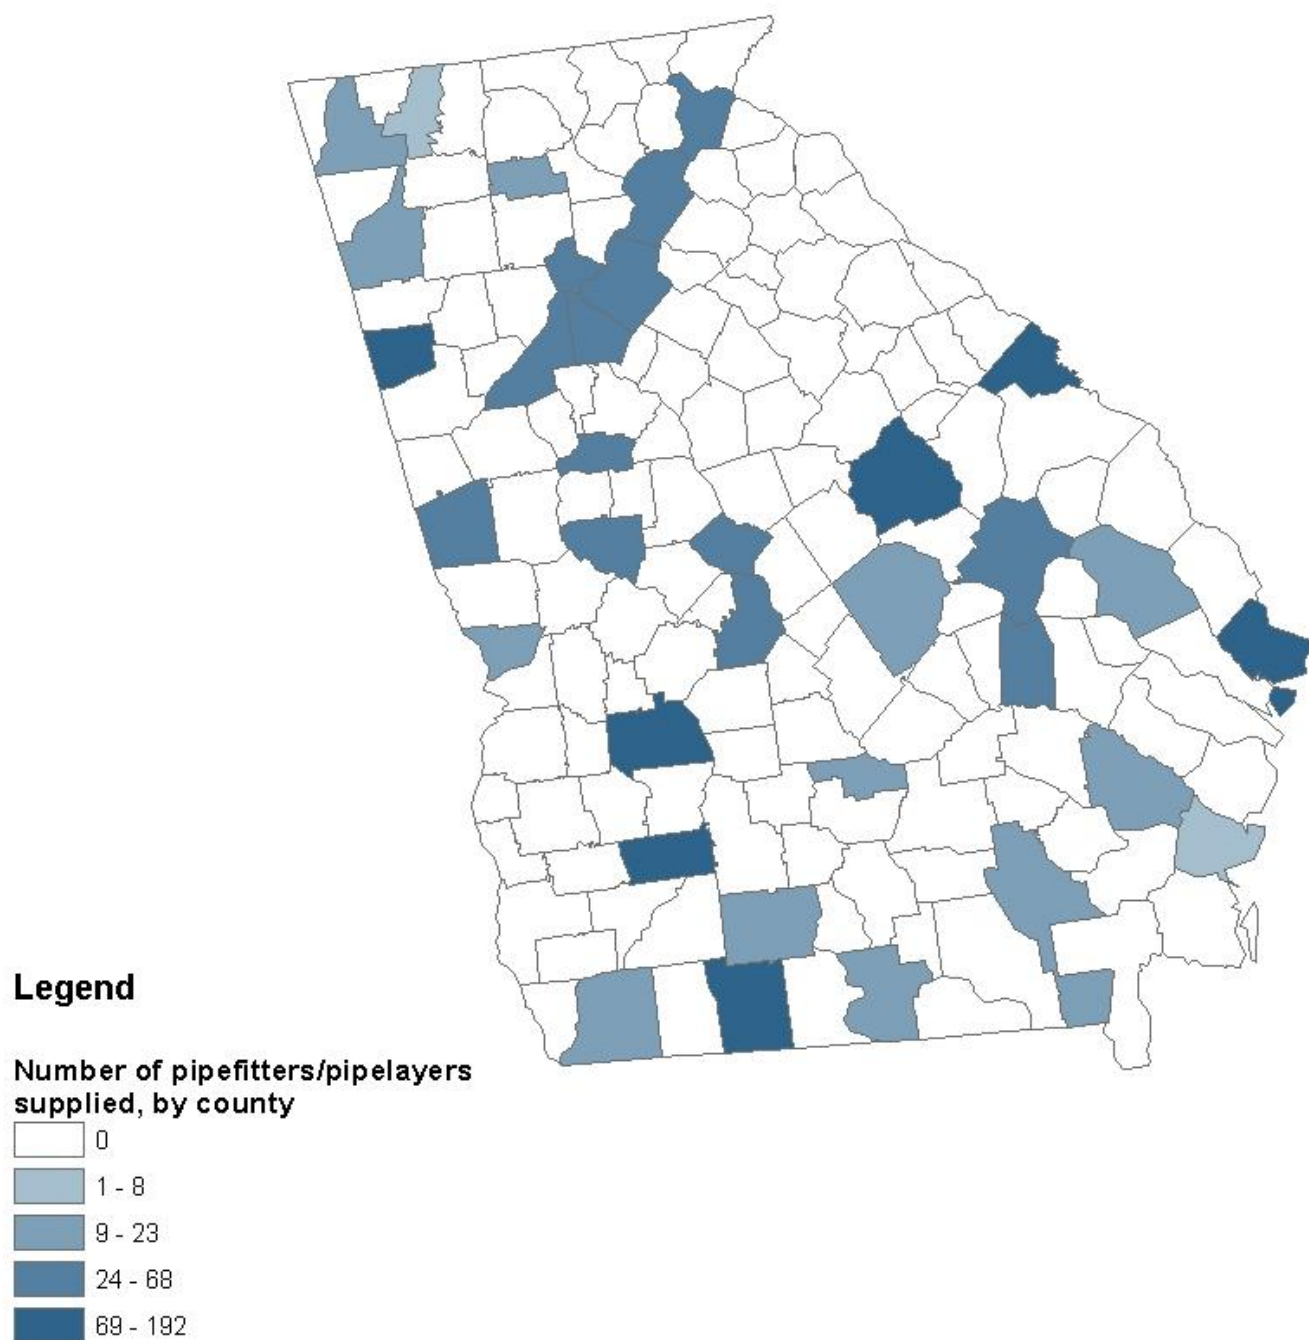 Legend
Number of pipefitters/pipelayers
supplied, by county
0
1 - 8
9 - 23
24 - 68
69 - 192